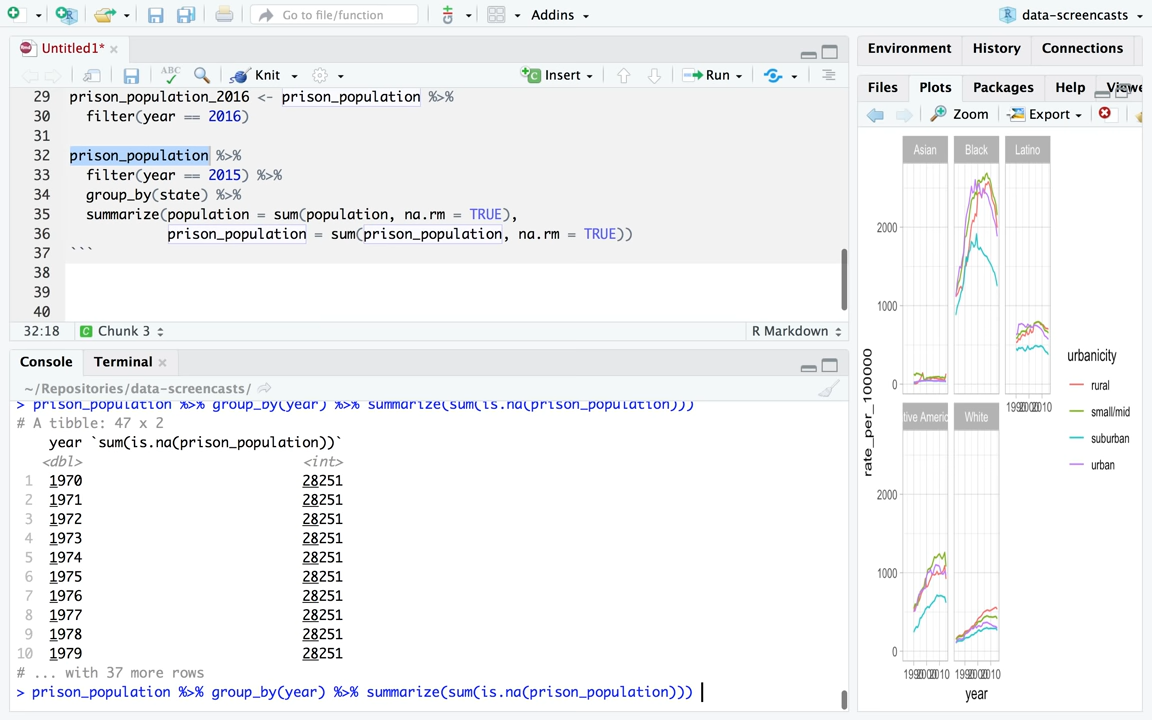 Go to file/function
Addins
data-screencasts
Untitled1*
ABC
Knit
Insert
Run
29 prison_population_2016 <- prison_population %>%
30 filter(year == 2016)
31
32 prison_population %>%
33 filter(year == 2015) %>%
34 group_by(state) %>%
35 summarize(population = sum(population, na.rm = TRUE),
36 prison_population = sum(prison_population, na.rm = TRUE))
37 ```
38
39
40
32:18 Chunk 3 R Markdown
Console Terminal
~/Repositories/data-screencasts/
> prison_population %>% group_by(year) %>% summarize(sum(is.na(prison_population)))
# A tibble: 47 x 2
year `sum(is.na(prison_population))`
<dbl> <int>
1 1970 28251
2 1971 28251
3 1972 28251
4 1973 28251
5 1974 28251
6 1975 28251
7 1976 28251
8 1977 28251
9 1978 28251
10 1979 28251
# ... with 37 more rows
> prison_population %>% group_by(year) %>% summarize(sum(is.na(prison_population)))
Environment History Connections
Files Plots Packages Help
Zoom Export
Asian Black Latino
2000
1000
0
tive Americ White
2000
1000
0
rate_per_100000
year
urbanicity
rural
small/mid
suburban
urban